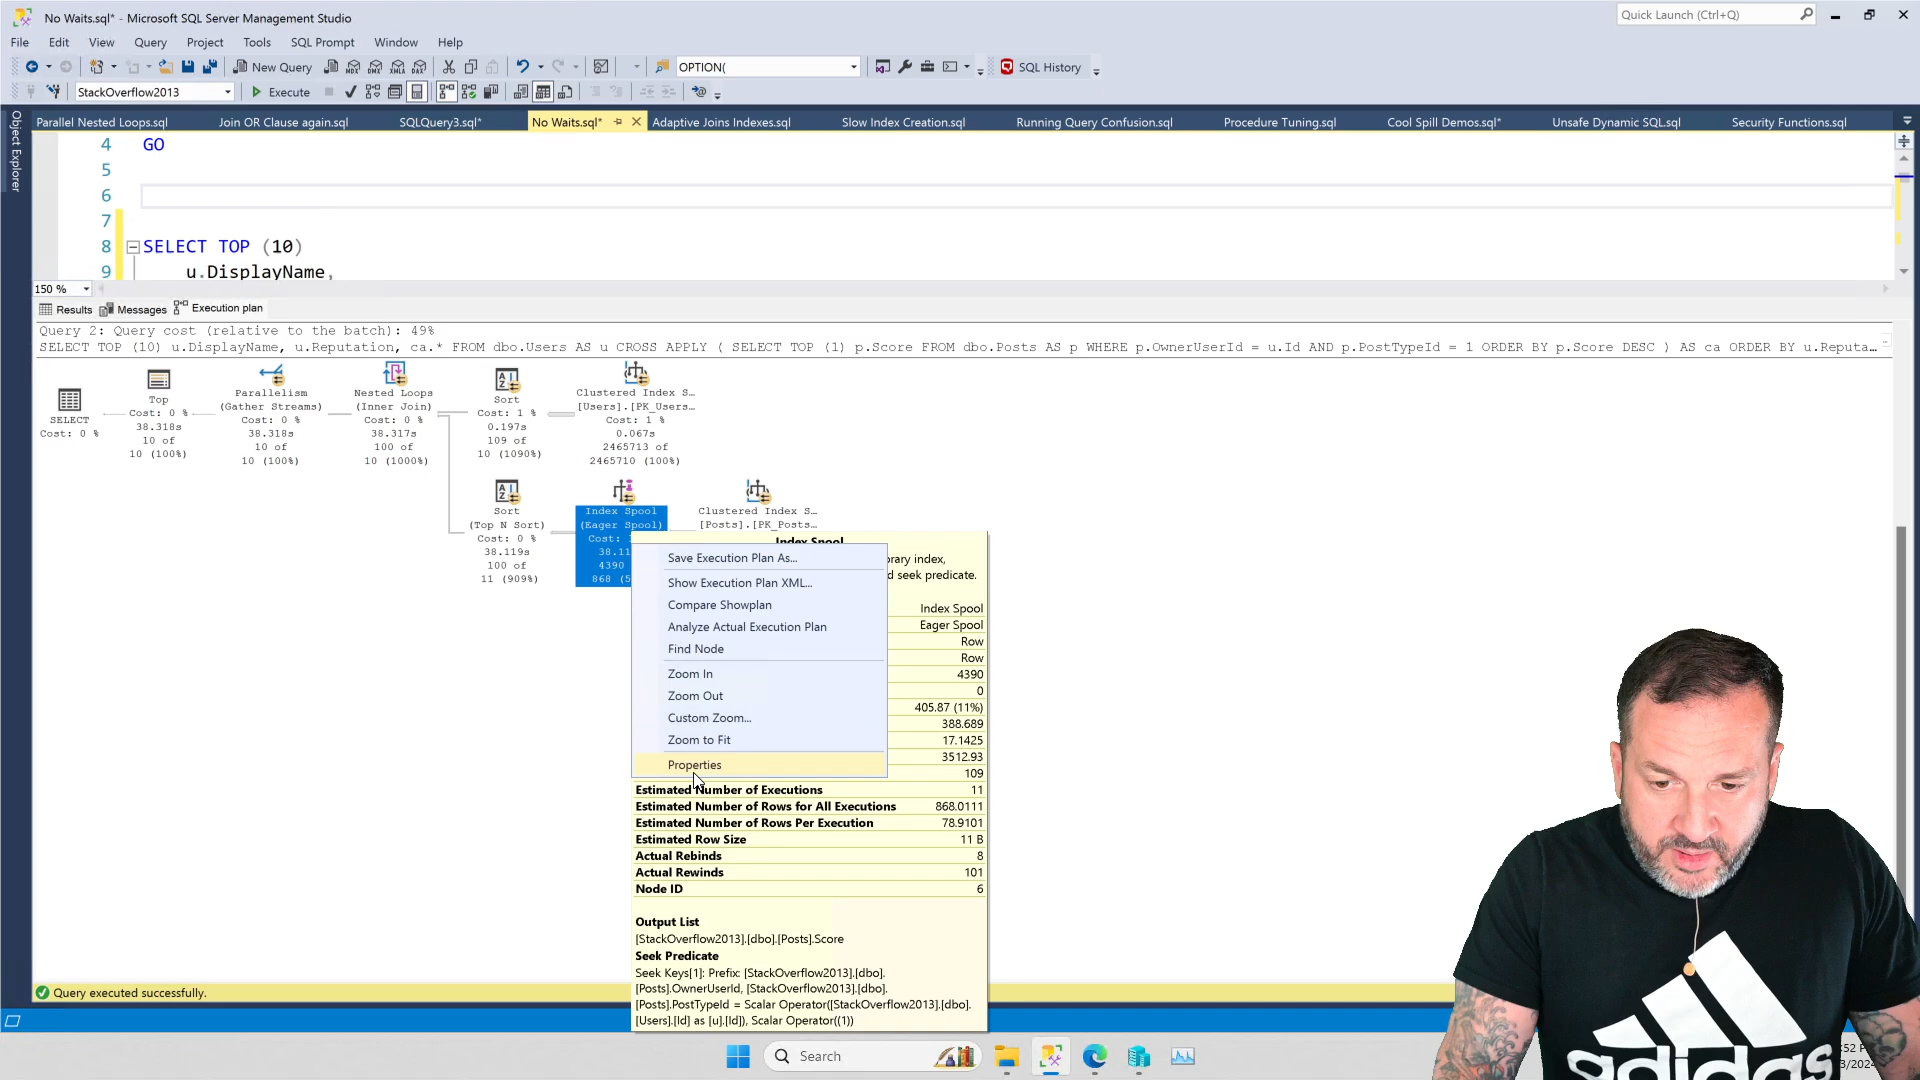 No Waits.sql* - Microsoft SQL Server Management Studio
Quick Launch (Ctrl+Q)
File Edit View Query Project Tools SQL Prompt Window Help
New Query
OPTION(
SQL History
StackOverflow2013
Execute
Object Explorer
Parallel Nested Loops.sql
Join OR Clause again.sql
SQLQuery3.sql*
No Waits.sql*
Adaptive Joins Indexes.sql
Slow Index Creation.sql
Running Query Confusion.sql
Procedure Tuning.sql
Cool Spill Demos.sql*
Unsafe Dynamic SQL.sql
Security Functions.sql
4 GO
5
6
7
8 SELECT TOP (10)
9 u.DisplayName,
150 %
Results Messages Execution plan
Query 2: Query cost (relative to the batch): 49%
SELECT TOP (10) u.DisplayName, u.Reputation, ca.* FROM dbo.Users AS u CROSS APPLY ( SELECT TOP (1) p.Score FROM dbo.Posts AS p WHERE p.OwnerUserId = u.Id AND p.PostTypeId = 1 ORDER BY p.Score DESC ) AS ca ORDER BY u.Reputa...
SELECT
Cost: 0 %
Top
Cost: 0 %
38.318s
10 of
10 (100%)
Parallelism
(Gather Streams)
Cost: 0 %
38.318s
10 of
10 (100%)
Nested Loops
(Inner Join)
Cost: 0 %
38.317s
100 of
10 (1000%)
Sort
Cost: 1 %
0.197s
109 of
10 (1090%)
Clustered Index S...
[Users].[PK_Users...
Cost: 1 %
0.067s
2465713 of
2465710 (100%)
Sort
(Top N Sort)
Cost: 0 %
38.119s
100 of
11 (909%)
Index Spool
(Eager Spool)
Cost:
38.11
4390
868 (5
Clustered Index S...
[Posts].[PK_Posts...
Index Spool
orary index,
d seek predicate.
Index Spool
Eager Spool
Row
Row
4390
0
405.87 (11%)
388.689
17.1425
3512.93
109
Save Execution Plan As...
Show Execution Plan XML...
Compare Showplan
Analyze Actual Execution Plan
Find Node
Zoom In
Zoom Out
Custom Zoom...
Zoom to Fit
Properties
Estimated Number of Executions 11
Estimated Number of Rows for All Executions 868.0111
Estimated Number of Rows Per Execution 78.9101
Estimated Row Size 11 B
Actual Rebinds 8
Actual Rewinds 101
Node ID 6
Output List
[StackOverflow2013].[dbo].[Posts].Score
Seek Predicate
Seek Keys[1]: Prefix: [StackOverflow2013].[dbo].
[Posts].OwnerUserId, [StackOverflow2013].[dbo].
[Posts].PostTypeId = Scalar Operator([StackOverflow2013].[dbo].
[Users].[Id] as [u].[Id]), Scalar Operator((1))
Query executed successfully.
Search
adidas
:52 P
3/2024